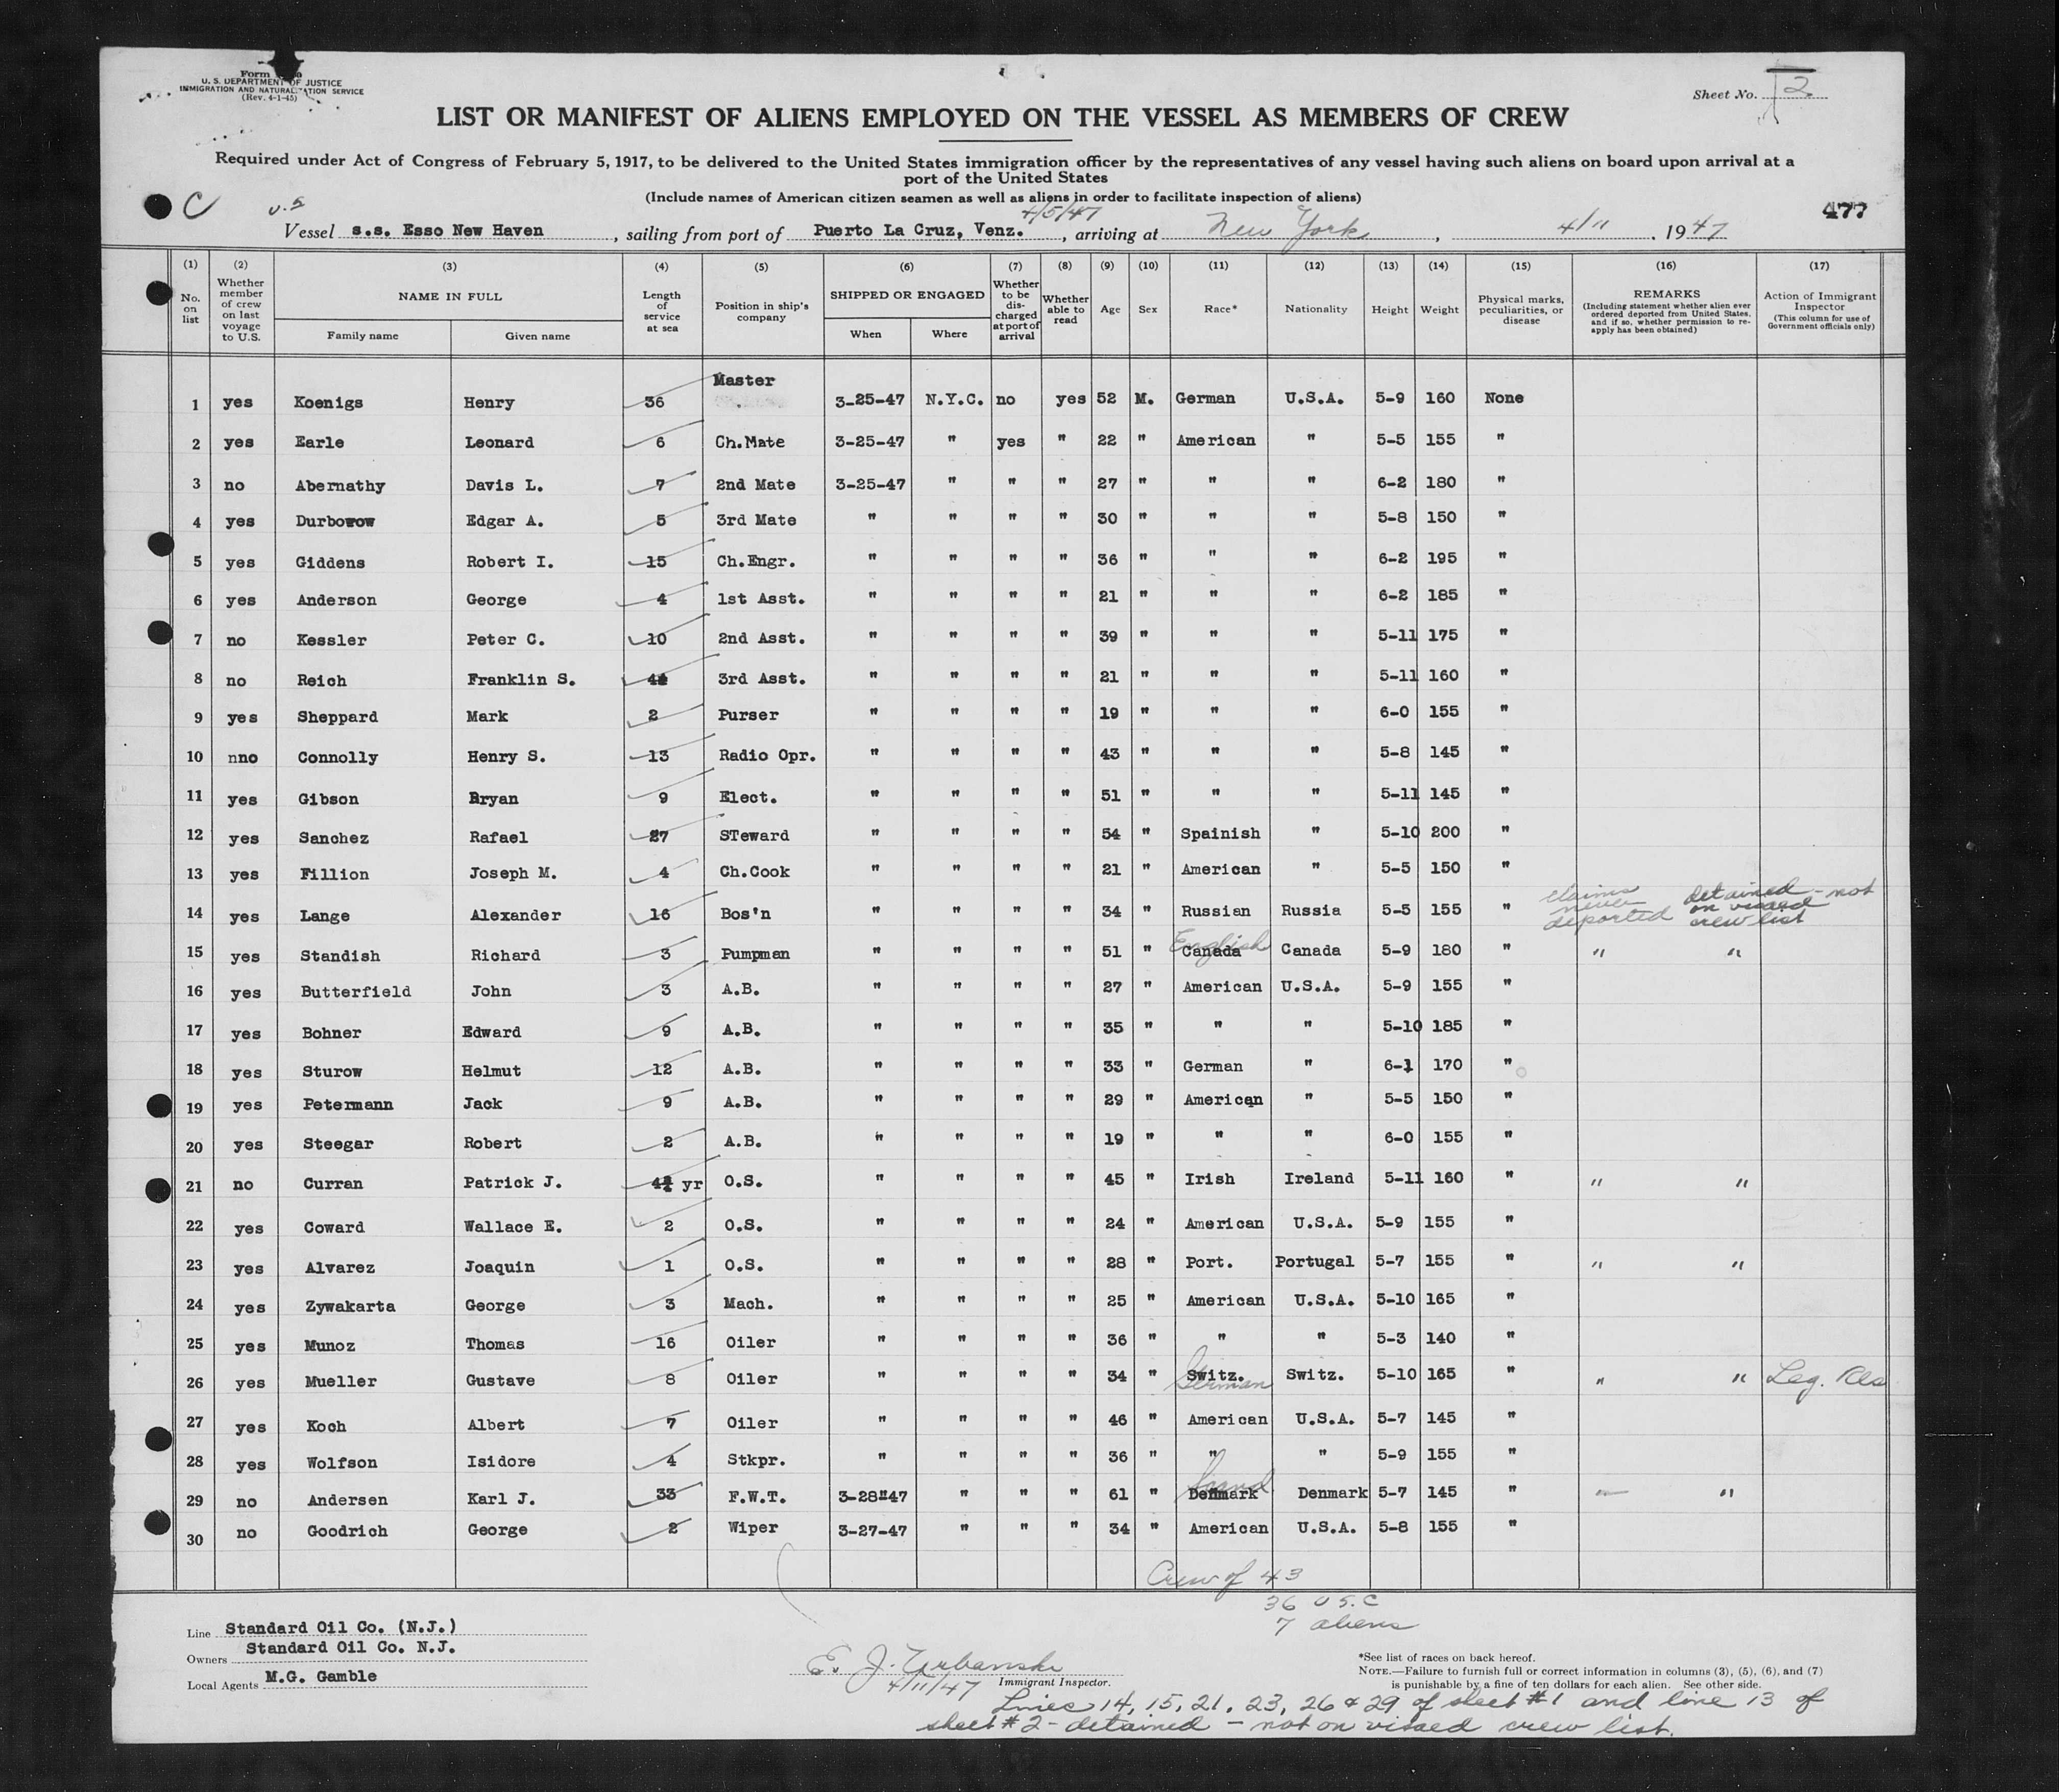 Form
U. S. DEPARTMENT OF JUSTICE
IMMIGRATION AND NATURALIZATION SERVICE
(Rev. 4-1-45)
Sheet No. 2
LIST OR MANIFEST OF ALIENS EMPLOYED ON THE VESSEL AS MEMBERS OF CREW
Required under Act of Congress of February 5, 1917, to be delivered to the United States immigration officer by the representatives of any vessel having such aliens on board upon arrival at a
port of the United States
(Include names of American citizen seamen as well as aliens in order to facilitate inspection of aliens)
C U.S 4/5/47 477
Vessel s.s. Esso New Haven, sailing from port of Puerto La Cruz, Venz., arriving at New York, 4/11, 1947
(1) (2) (3) (4) (5) (6) (7) (8) (9) (10) (11) (12) (13) (14) (15) (16) (17)
No. on list Whether member of crew on last voyage to U.S. NAME IN FULL Family name Given name Length of service at sea Position in ship's company SHIPPED OR ENGAGED When Where Whether to be discharged at port of arrival Whether able to read Age Sex Race* Nationality Height Weight Physical marks, peculiarities, or disease REMARKS (Including statement whether alien ever ordered deported from United States, and if so, whether permission to reapply has been obtained) Action of Immigrant Inspector (This column for use of Government officials only)
1 yes Koenigs Henry 36 Master 3-25-47 N.Y.C. no yes 52 M. German U.S.A. 5-9 160 None
2 yes Earle Leonard 6 Ch.Mate 3-25-47 " yes " 22 " American " 5-5 155 "
3 no Abernathy Davis L. 7 2nd Mate 3-25-47 " " " 27 " " " 6-2 180 "
4 yes Durbowow Edgar A. 5 3rd Mate " " " " 30 " " " 5-8 150 "
5 yes Giddens Robert I. 15 Ch.Engr. " " " " 36 " " " 6-2 195 "
6 yes Anderson George 4 1st Asst. " " " " 21 " " " 6-2 185 "
7 no Kessler Peter C. 10 2nd Asst. " " " " 39 " " " 5-11 175 "
8 no Reich Franklin S. 3rd Asst. " " " " 21 " " " 5-11 160 "
9 yes Sheppard Mark 2 Purser " " " " 19 " " " 6-0 155 "
10 nno Connolly Henry S. 13 Radio Opr. " " " " 43 " " " 5-8 145 "
11 yes Gibson Bryan 9 Elect. " " " " 51 " " " 5-11 145 "
12 yes Sanchez Rafael 27 STeward " " " " 54 " Spainish " 5-10 200 "
13 yes Fillion Joseph M. 4 Ch.Cook " " " " 21 " American " 5-5 150 "
14 yes Lange Alexander 16 Bos'n " " " " 34 " Russian Russia 5-5 155 " claims never deported detained - not on visaed crew list
15 yes Standish Richard 3 Pumpman " " " " 51 " Canada English Canada 5-9 180 " " "
16 yes Butterfield John 3 A.B. " " " " 27 " American U.S.A. 5-9 155 "
17 yes Bohner Edward 9 A.B. " " " " 35 " " " 5-10 185 "
18 yes Sturow Helmut 12 A.B. " " " " 33 " German " 6-1 170 "
19 yes Petermann Jack 9 A.B. " " " " 29 " American " 5-5 150 "
20 yes Steegar Robert 2 A.B. " " " " 19 " " " 6-0 155 "
21 no Curran Patrick J. yr O.S. " " " " 45 " Irish Ireland 5-11 160 " " "
22 yes Coward Wallace E. 2 O.S. " " " " 24 " American U.S.A. 5-9 155 "
23 yes Alvarez Joaquin 1 O.S. " " " " 28 " Port. Portugal 5-7 155 " " "
24 yes Zywakarta George 3 Mach. " " " " 25 " American U.S.A. 5-10 165 "
25 yes Munoz Thomas 16 Oiler " " " " 36 " " " 5-3 140 "
26 yes Mueller Gustave 8 Oiler " " " " 34 " Switz. German Switz. 5-10 165 " " " Leg. Res
27 yes Koch Albert 7 Oiler " " " " 46 " American U.S.A. 5-7 145 "
28 yes Wolfson Isidore 4 Stkpr. " " " " 36 " " " 5-9 155 "
29 no Andersen Karl J. 33 F.W.T. 3-28"47 " " " 61 " Denmark Scand Denmark 5-7 145 " — "
30 no Goodrich George 2 Wiper 3-27-47 " " " 34 " American U.S.A. 5-8 155 "
Crew of 43
36 U S. C
7 aliens
Line Standard Oil Co. (N.J.)
Owners Standard Oil Co. N.J.
Local Agents M.G. Gamble
E. J. Urbanski
4/11/47 Immigrant Inspector.
*See list of races on back hereof.
NOTE.—Failure to furnish full or correct information in columns (3), (5), (6), and (7)
is punishable by a fine of ten dollars for each alien. See other side.
Lines 14, 15, 21, 23, 26 & 29 of sheet #1 and line 13 of
sheet #2 - detained - not on visaed crew list.